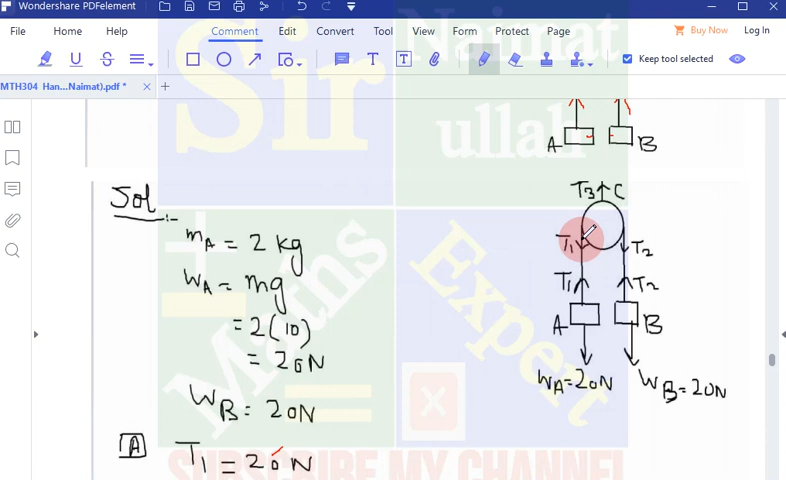 Wondershare PDFelement
File Home Comment Edit Convert Tool View Form Protect Page Help Buy Now Log In
Keep tool selected
MTH304 Han...Naimat).pdf *
Sir
Naimat
ullah
Maths
Expert
A B
Sol:-
T3 C
T1 T2
T1 T2
A B
WA = 20N WB = 20N
mA = 2 kg
WA = mg
= 2(10)
= 20N
WB = 20N
A T1 = 20N
SUBSCRIBE MY CHANNEL